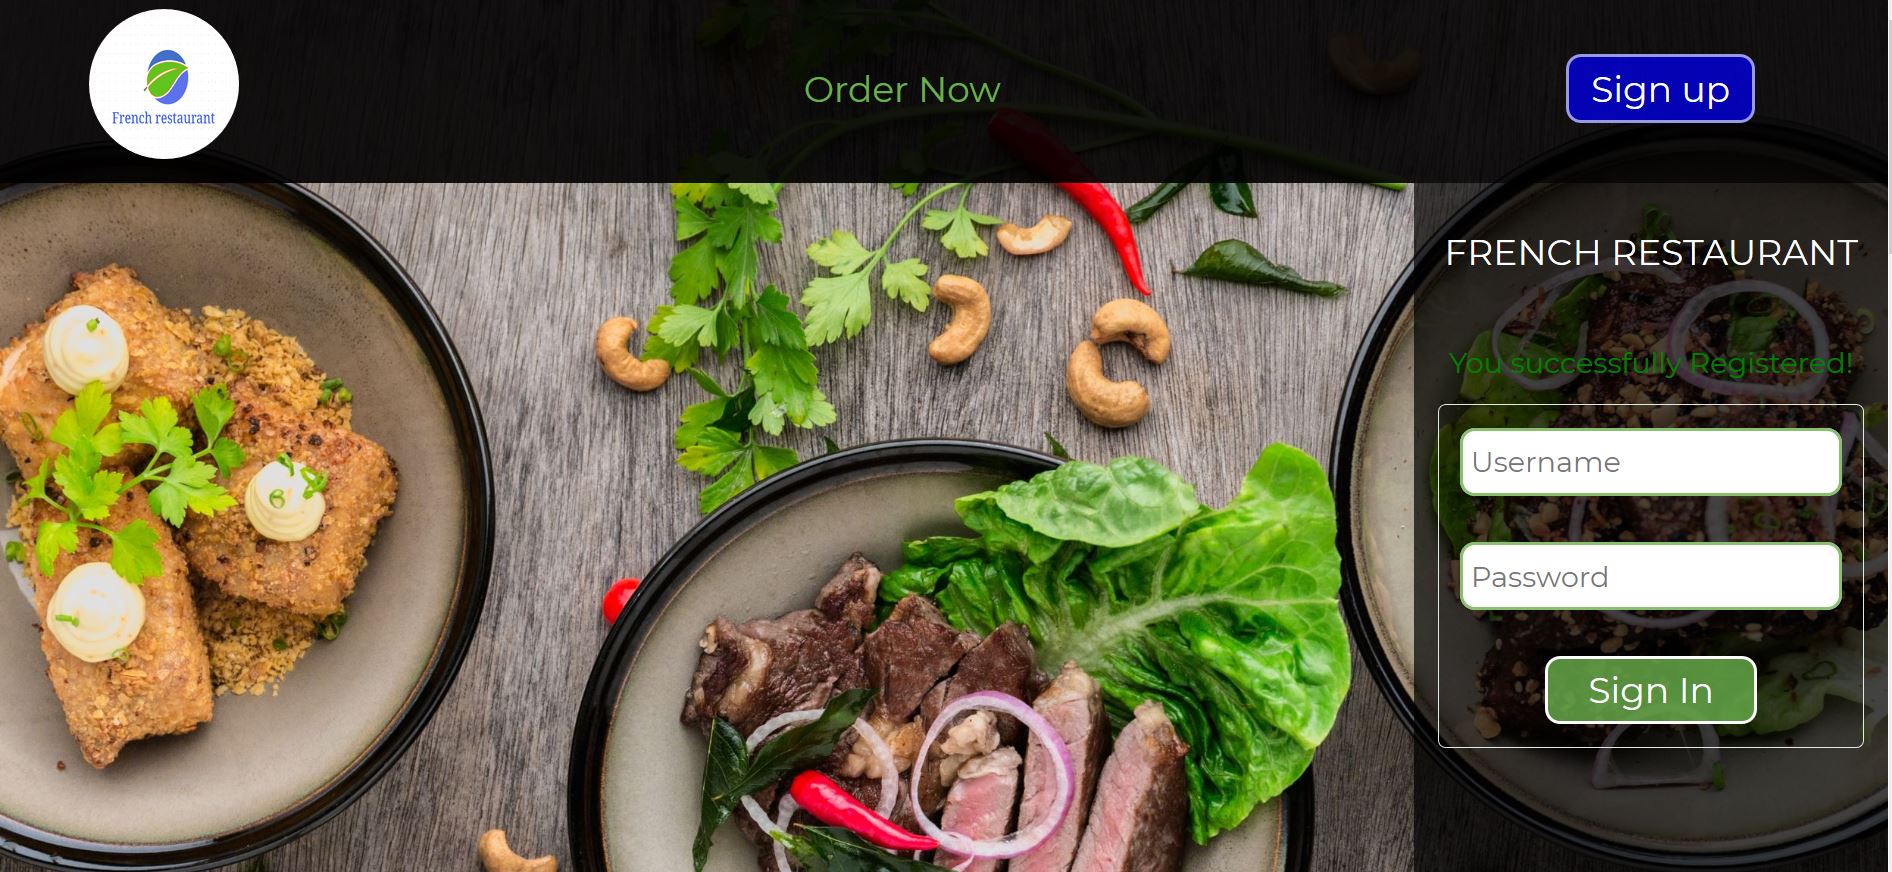 French restaurant
Order Now
Sign up
FRENCH RESTAURANT
You successfully Registered!
Username
Password
Sign In